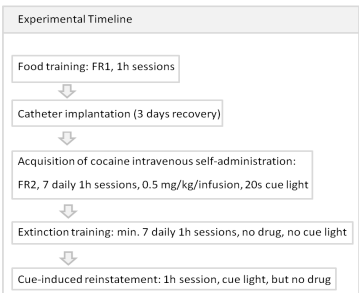 Experimental Timeline
Food training: FR1, 1h sessions
Catheter implantation (3 days recovery)
Acquisition of cocaine intravenous self-administration:
FR2, 7 daily 1h sessions, 0.5 mg/kg/infusion, 20s cue light
Extinction training: min. 7 daily 1h sessions, no drug, no cue light
Cue-induced reinstatement: 1h session, cue light, but no drug